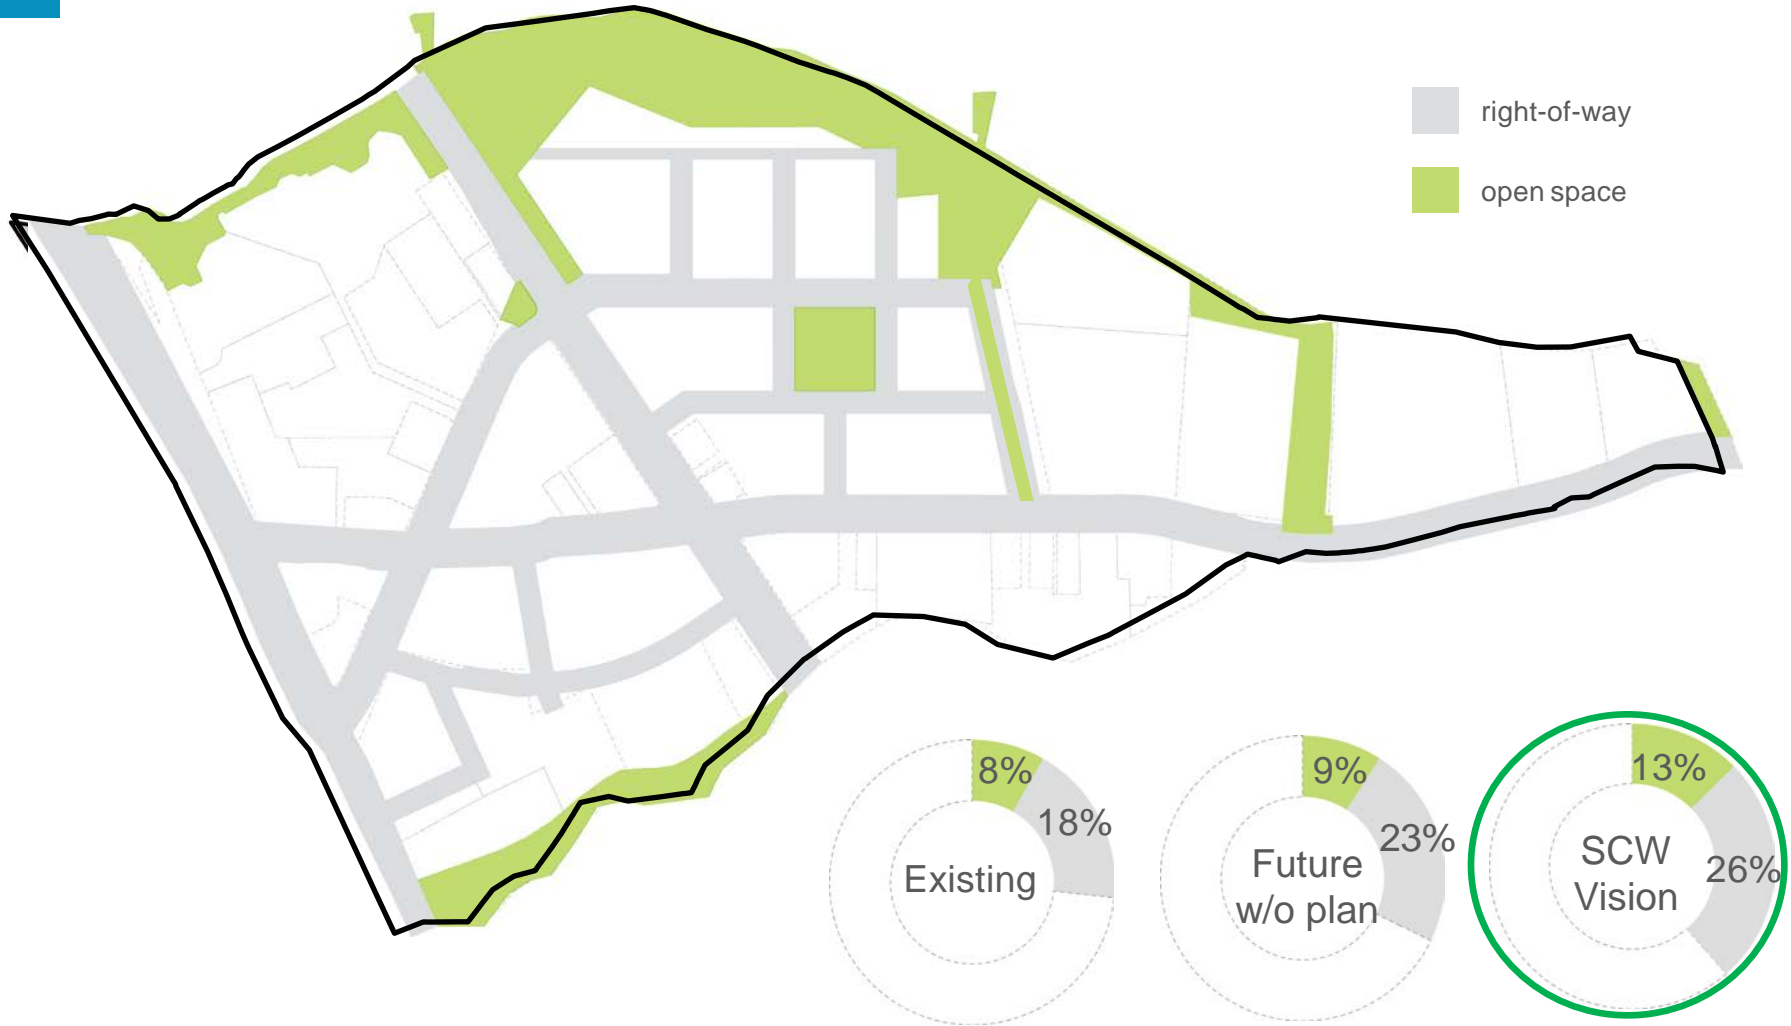 right-of-way
open space
8%
18%
Existing
9%
23%
Future
w/o plan
13%
26%
SCW
Vision